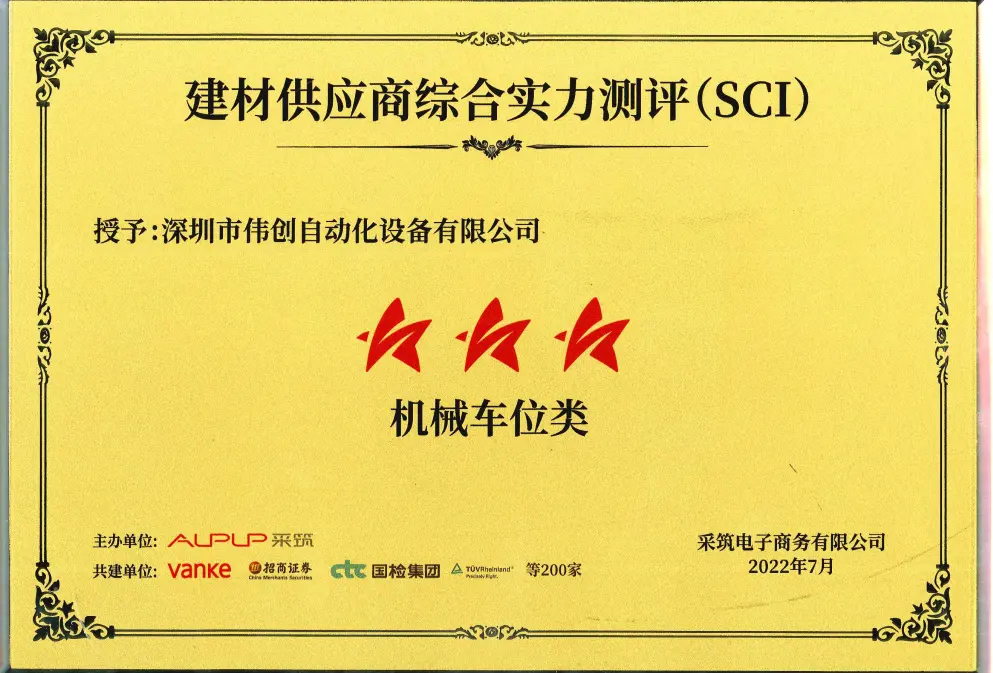 建材供应商综合实力测评(SCI)
授予:深圳市伟创自动化设备有限公司
机械车位类
主办单位: AUPUP 采筑
共建单位: vanke 招商证券 China Merchants Securities ctc 国检集团 TÜVRheinland® Precisely Right. 等200家
采筑电子商务有限公司
2022年7月